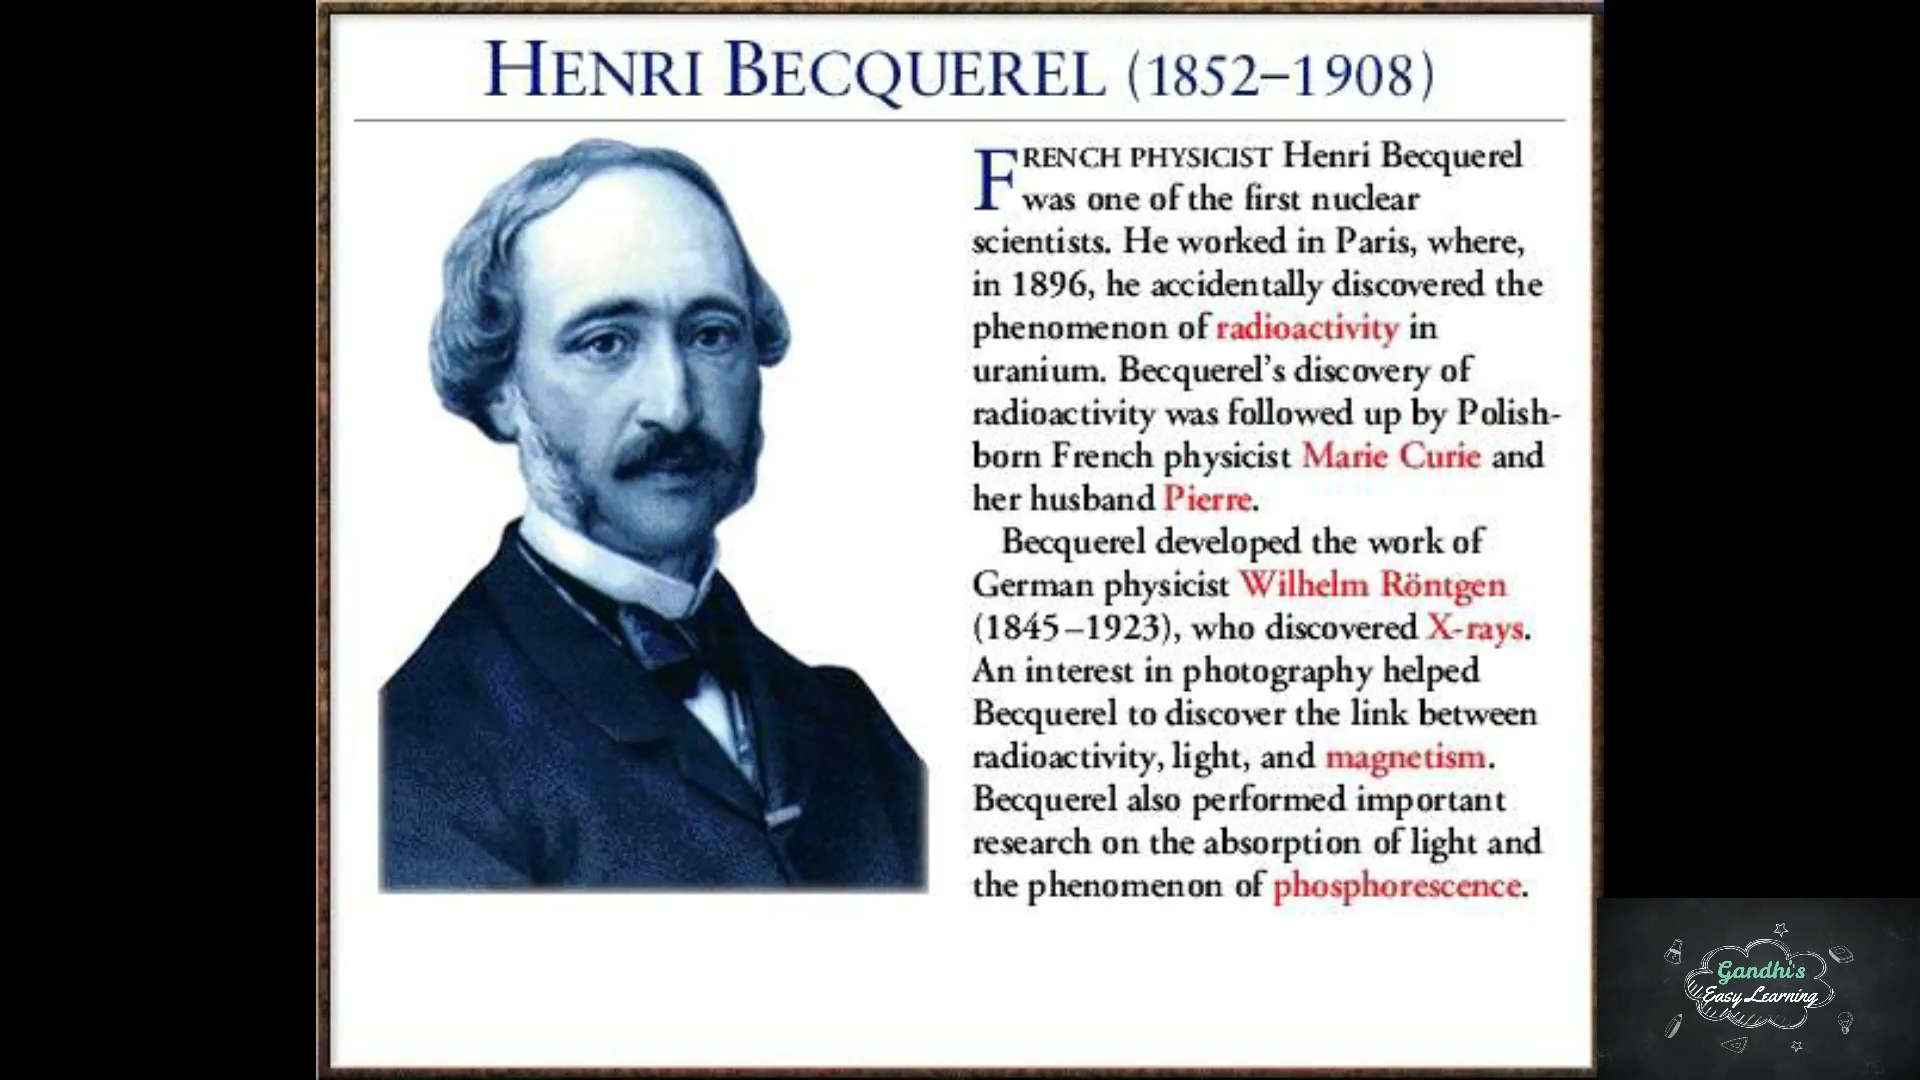 HENRI BECQUEREL (1852–1908)
FRENCH PHYSICIST Henri Becquerel
was one of the first nuclear
scientists. He worked in Paris, where,
in 1896, he accidentally discovered the
phenomenon of radioactivity in
uranium. Becquerel's discovery of
radioactivity was followed up by Polish-
born French physicist Marie Curie and
her husband Pierre.
Becquerel developed the work of
German physicist Wilhelm Röntgen
(1845–1923), who discovered X-rays.
An interest in photography helped
Becquerel to discover the link between
radioactivity, light, and magnetism.
Becquerel also performed important
research on the absorption of light and
the phenomenon of phosphorescence.
Gandhi's
Easy Learning